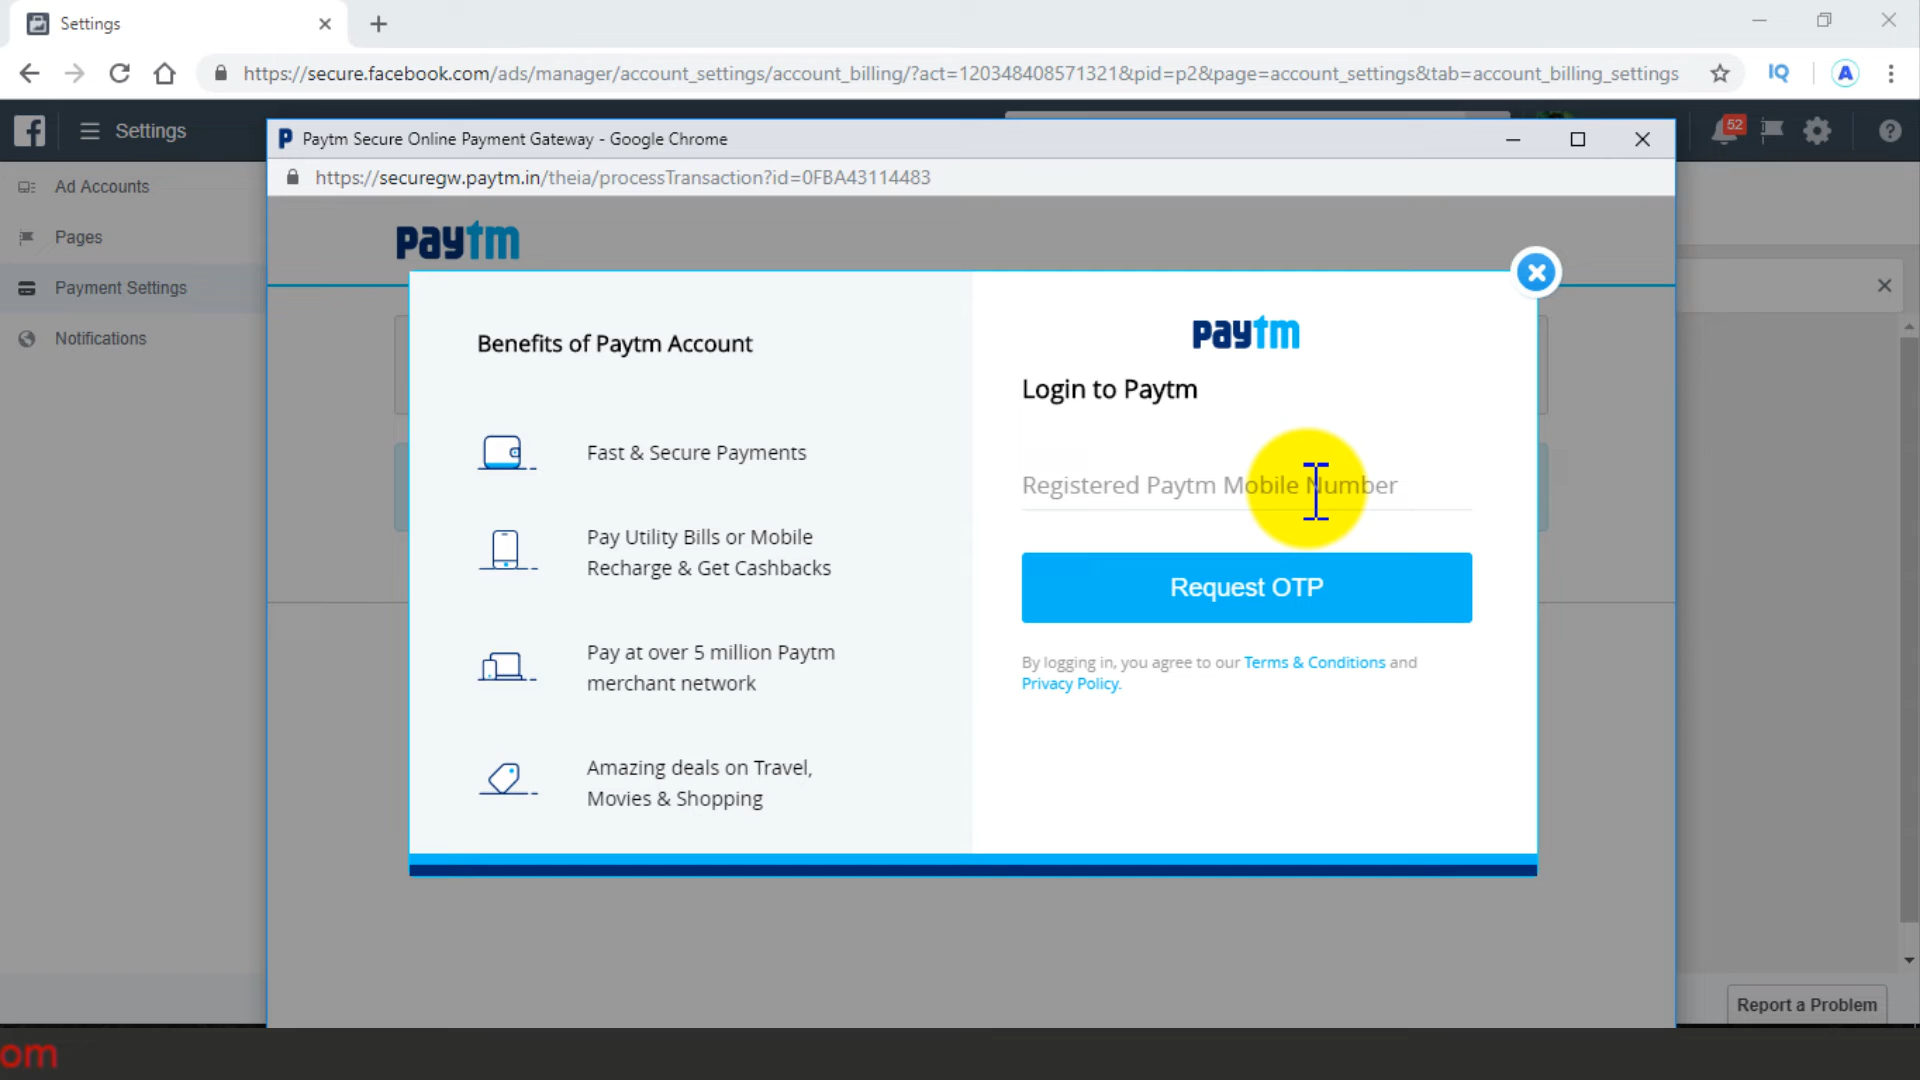 Settings
https://secure.facebook.com/ads/manager/account_settings/account_billing/?act=120348408571321&pid=p2&page=account_settings&tab=account_billing_settings
IQ
A
Settings
52
Paytm Secure Online Payment Gateway - Google Chrome
https://securegw.paytm.in/theia/processTransaction?id=0FBA43114483
Ad Accounts
Pages
Payment Settings
Notifications
paytm
Benefits of Paytm Account
Fast & Secure Payments
Pay Utility Bills or Mobile
Recharge & Get Cashbacks
Pay at over 5 million Paytm
merchant network
Amazing deals on Travel,
Movies & Shopping
paytm
Login to Paytm
Registered Paytm Mobile Number
Request OTP
By logging in, you agree to our Terms & Conditions and
Privacy Policy.
Report a Problem
om